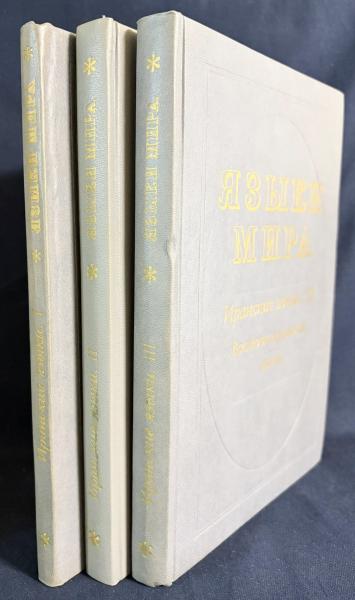 ЯЗЫКИ МИРА
Иранские языки. I
ЯЗЫКИ МИРА
Иранские языки. II
ЯЗЫКИ МИРА
Иранские языки. III
ЯЗЫКИ
МИРА
Иранские языки. III
Восточноиранские
языки